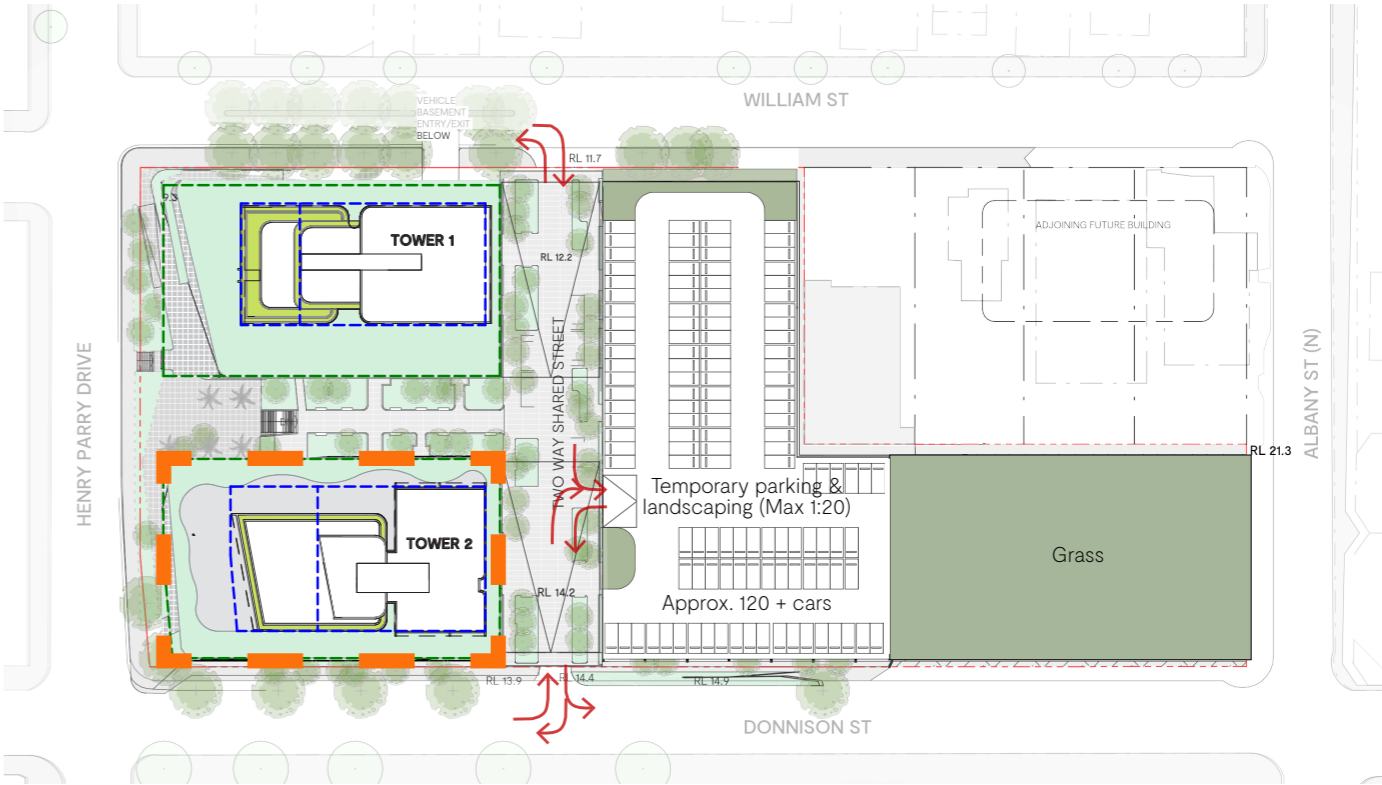 WILLIAM ST
VEHICLE
BASEMENT
ENTRY/EXIT
BELOW
RL 11.7
9.3
TOWER 1
RL 12.2
ADJOINING FUTURE BUILDING
TWO WAY SHARED STREET
HENRY PARRY DRIVE
ALBANY ST (N)
RL 21.3
Temporary parking &
landscaping (Max 1:20)
TOWER 2
Grass
RL 14.2
Approx. 120 + cars
RL 13.9
RL 14.4
RL 14.9
DONNISON ST